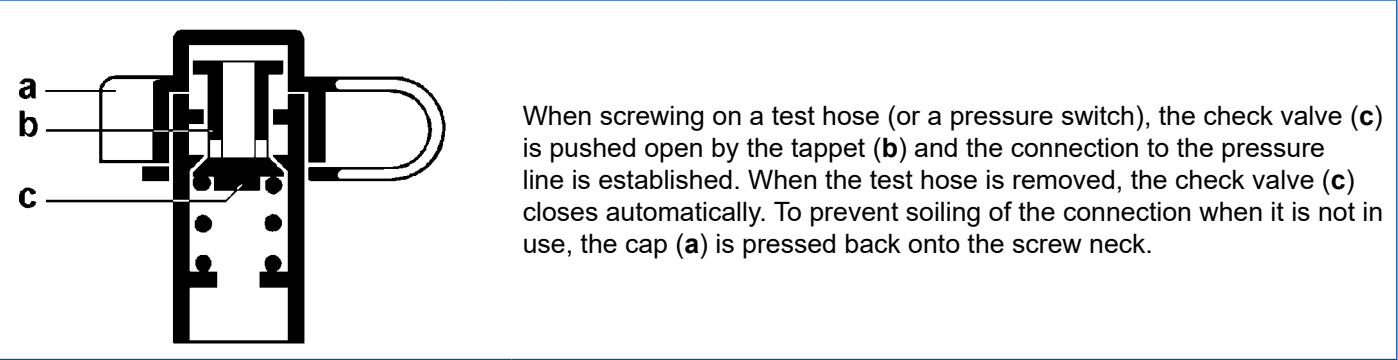 a
b
c
When screwing on a test hose (or a pressure switch), the check valve (c)
is pushed open by the tappet (b) and the connection to the pressure
line is established. When the test hose is removed, the check valve (c)
closes automatically. To prevent soiling of the connection when it is not in
use, the cap (a) is pressed back onto the screw neck.